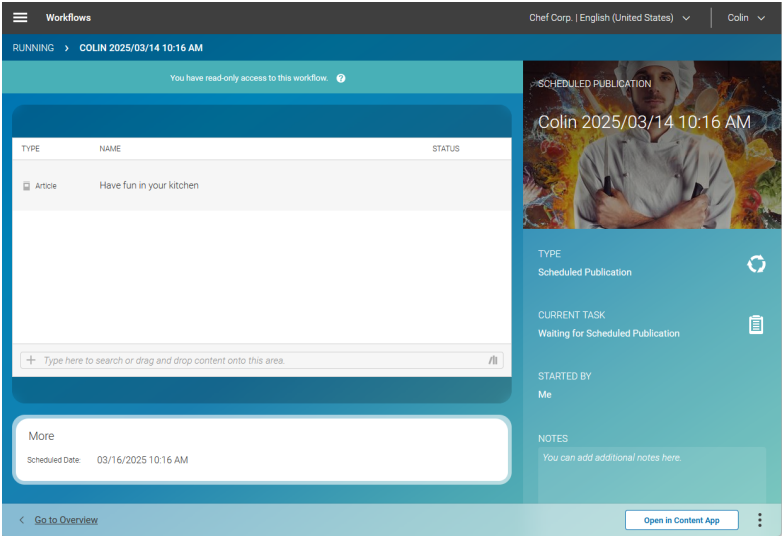 Workflows
Chef Corp. | English (United States)
Colin
RUNNING > COLIN 2025/03/14 10:16 AM
You have read-only access to this workflow. ?
TYPE NAME STATUS
Article Have fun in your kitchen
Type here to search or drag and drop content onto this area.
More
Scheduled Date: 03/16/2025 10:16 AM
SCHEDULED PUBLICATION
Colin 2025/03/14 10:16 AM
TYPE
Scheduled Publication
CURRENT TASK
Waiting for Scheduled Publication
STARTED BY
Me
NOTES
You can add additional notes here.
Go to Overview
Open in Content App